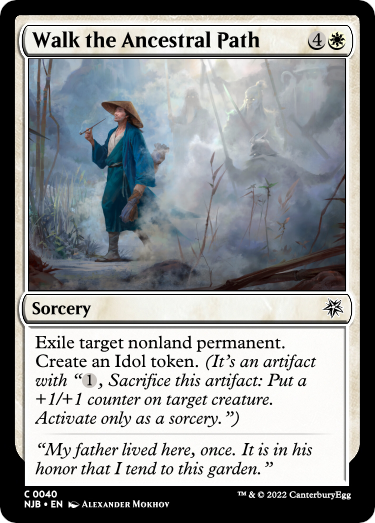 Walk the Ancestral Path 4
Sorcery
Exile target nonland permanent.
Create an Idol token. (It's an artifact
with “1, Sacrifice this artifact: Put a
+1/+1 counter on target creature.
Activate only as a sorcery.”)
“My father lived here, once. It is in his
honor that I tend to this garden.”
C 0040
NJB • EN Alexander Mokhov
™ & © 2022 CanterburyEgg